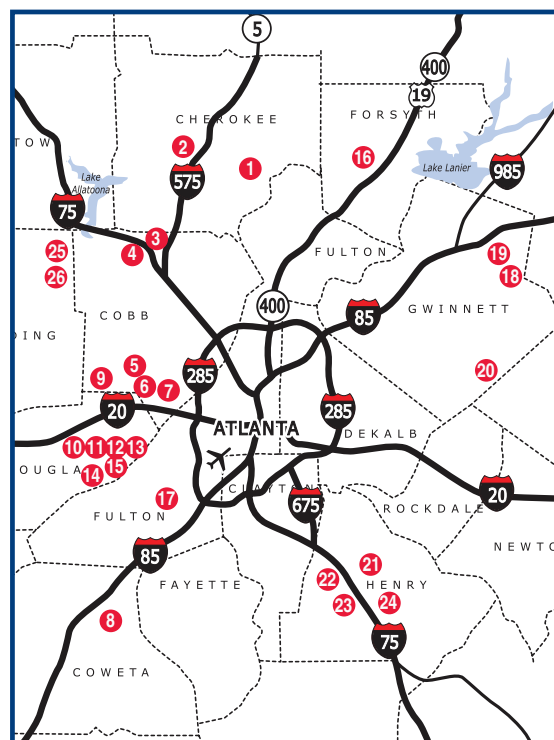 5
400
19
CHEROKEE
FORSYTH
TOW
2
16
1
Lake Lanier
985
575
Lake
Allatoona
75
3
25
4
FULTON
19
26
18
400
COBB
85
GWINNETT
DING
5
20
9
6
7
285
20
285
ATLANTA
DEKALB
10
11
12
13
OUGLA
15
14
CLAYTON
20
17
675
ROCKDALE
FULTON
NEWTO
85
21
22
HENRY
FAYETTE
24
23
8
75
COWETA